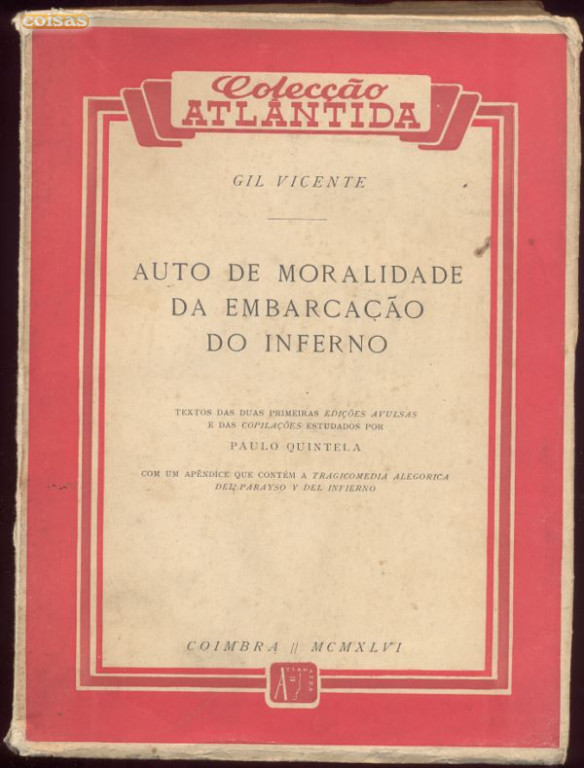 coisas
Colecção
ATLÂNTIDA
GIL VICENTE
AUTO DE MORALIDADE
DA EMBARCAÇÃO
DO INFERNO
TEXTOS DAS DUAS PRIMEIRAS EDIÇÕES AVULSAS
E DAS COPILAÇÕES ESTUDADOS POR
PAULO QUINTELA
COM UM APÊNDICE QUE CONTÉM A TRAGICOMEDIA ALEGORICA
DEL PARAYSO Y DEL INFIERNO
COIMBRA // MCMXLVI